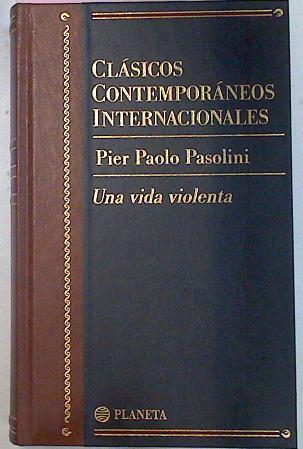 CLÁSICOS
CONTEMPORÁNEOS
INTERNACIONALES
Pier Paolo Pasolini
Una vida violenta
PLANETA